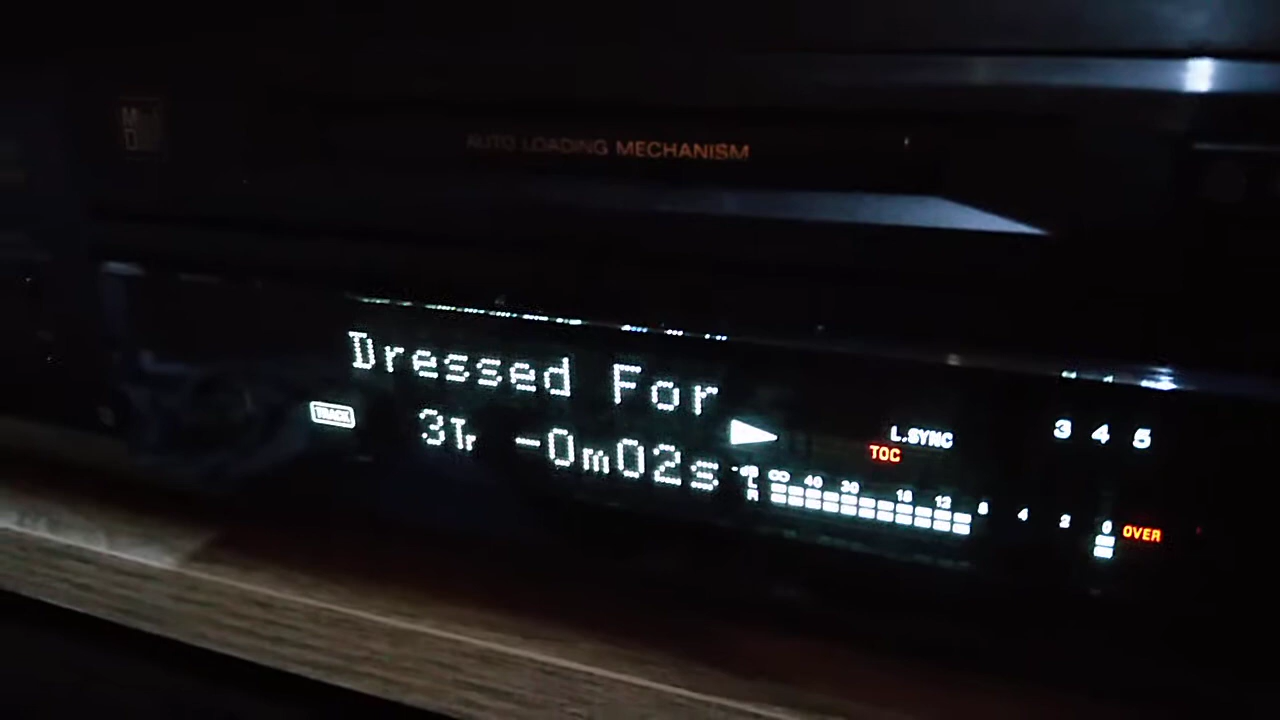 AUTO LOADING MECHANISM
Dressed For
TRACK 3Tr -0m02s
L.SYNC
TOC
3 4 5
-dB ∞ 40 30 18 12 8 4 2 0 OVER
L
R